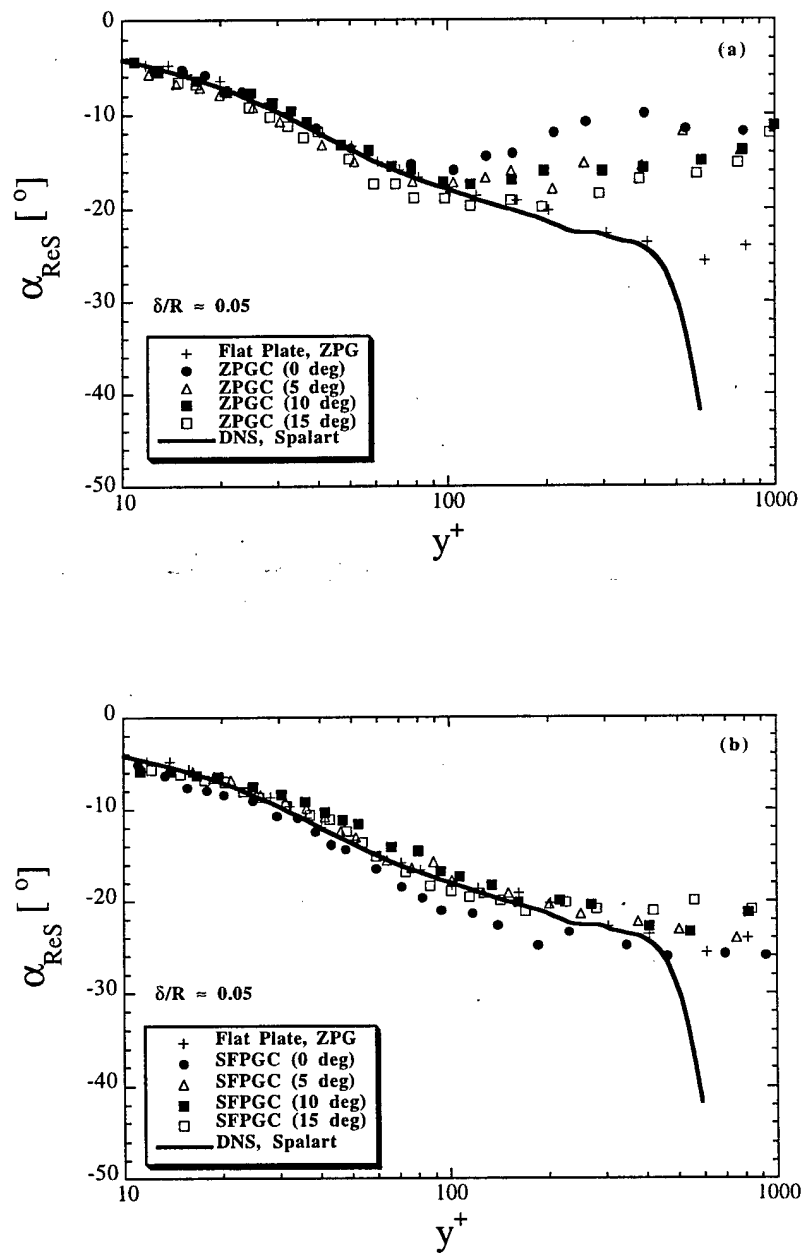 (a)
0
-10
-20
-30
-40
-50
α_ReS [°]
δ/R ≈ 0.05
+ Flat Plate, ZPG
● ZPGC (0 deg)
△ ZPGC (5 deg)
■ ZPGC (10 deg)
□ ZPGC (15 deg)
DNS, Spalart
10 100 1000
y⁺
(b)
0
-10
-20
-30
-40
-50
α_ReS [°]
δ/R ≈ 0.05
+ Flat Plate, ZPG
● SFPGC (0 deg)
△ SFPGC (5 deg)
■ SFPGC (10 deg)
□ SFPGC (15 deg)
DNS, Spalart
10 100 1000
y⁺